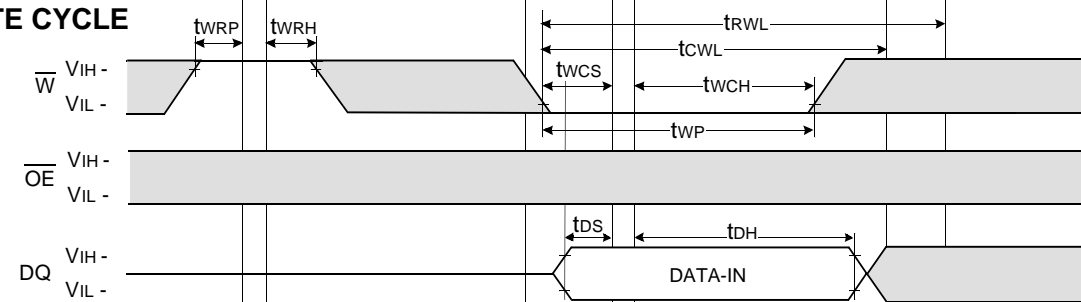 TE CYCLE
tWRP
tWRH
tRWL
tCWL
W
VIH -
VIL -
tWCS
tWCH
tWP
OE
VIH -
VIL -
tDS
tDH
DQ
VIH -
VIL -
DATA-IN